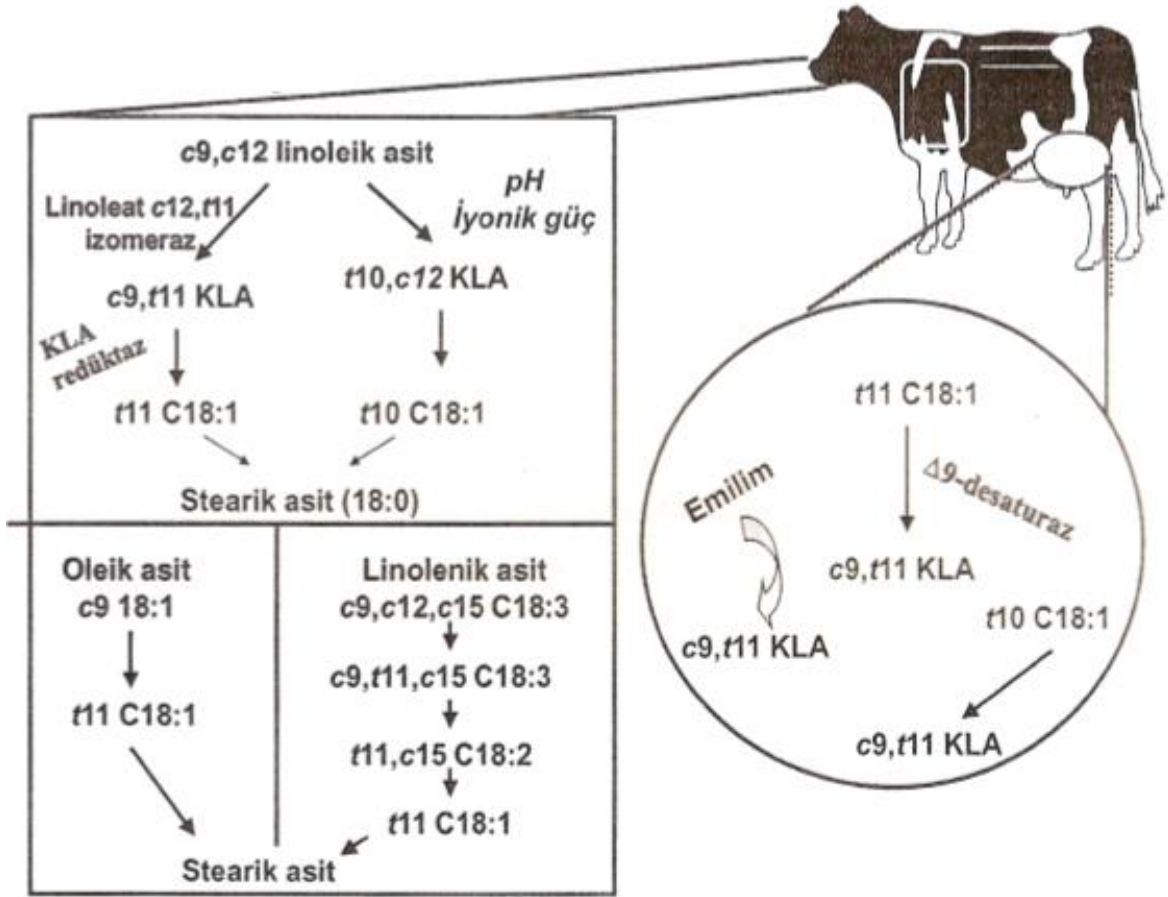 c9,c12 linoleik asit
pH
İyonik güç
Linoleat c12,t11
izomeraz
c9,t11 KLA
t10,c12 KLA
KLA
redüktaz
t11 C18:1
t10 C18:1
Stearik asit (18:0)
Oleik asit
c9 18:1
t11 C18:1
Linolenik asit
c9,c12,c15 C18:3
c9,t11,c15 C18:3
t11,c15 C18:2
t11 C18:1
Stearik asit
t11 C18:1
Δ9-desaturaz
Emilim
c9,t11 KLA
c9,t11 KLA
t10 C18:1
c9,t11 KLA